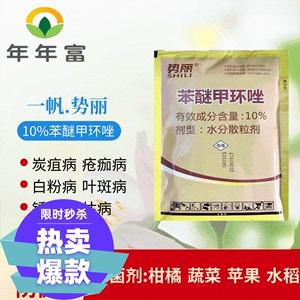 年年富
一帆.势丽
10%苯醚甲环唑
炭疽病 疮痂病
白粉病 叶斑病
势丽
SHILI
苯醚甲环唑
有效成分含量：10%
剂型：水分散粒剂
限时秒杀
热卖
爆款
菌剂:柑橘 蔬菜 苹果 水稻